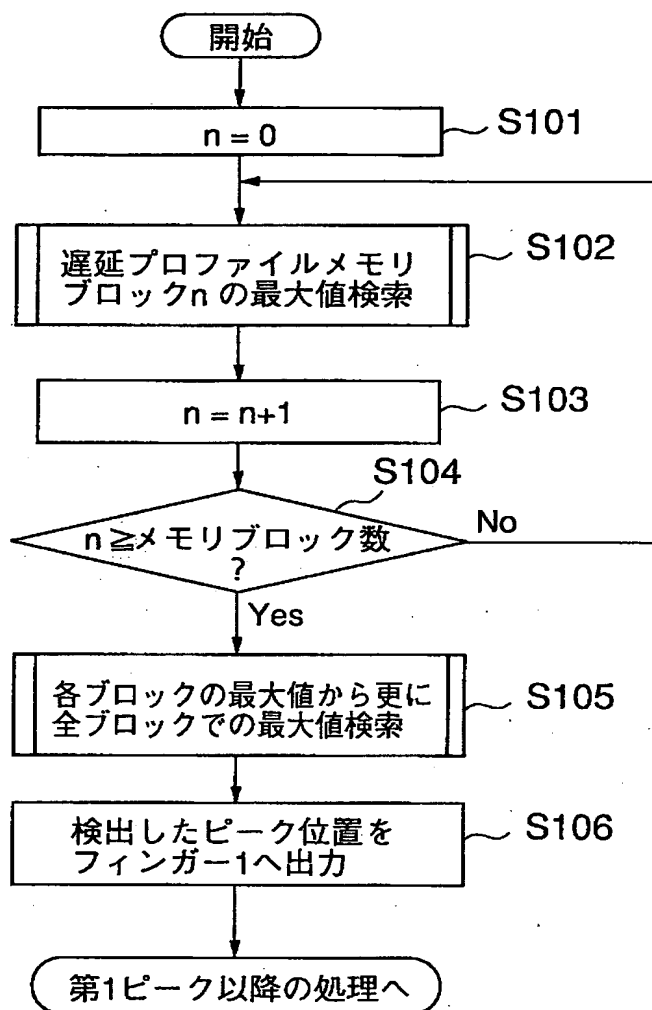 開始
n = 0
S101
遅延プロファイルメモリ
ブロックn の最大値検索
S102
n = n+1
S103
S104
n ≧メモリブロック数
?
No
Yes
各ブロックの最大値から更に
全ブロックでの最大値検索
S105
検出したピーク位置を
フィンガー1へ出力
S106
第1ピーク以降の処理へ